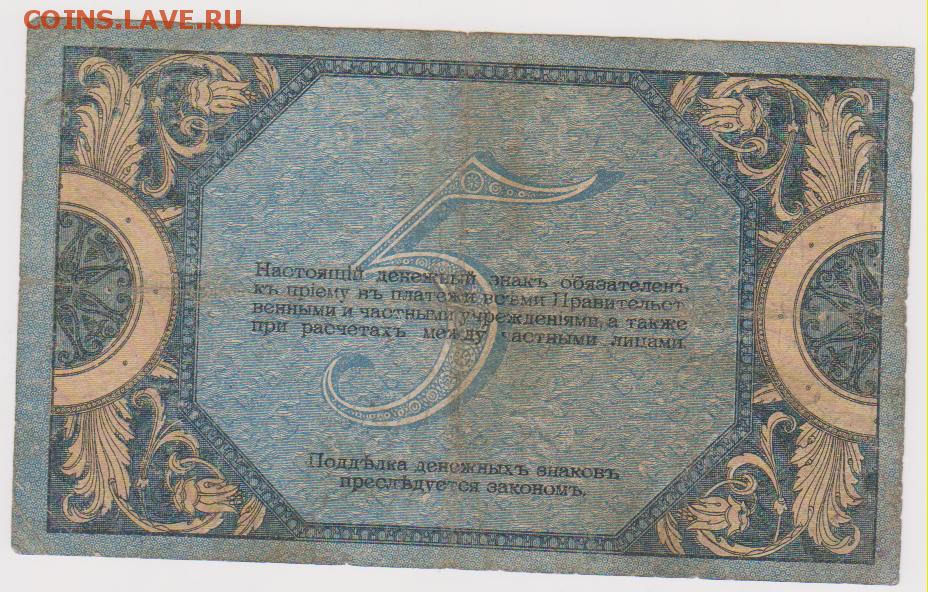 COINS.LAVE.RU
5
Настоящій денежный знакъ обязателенъ
къ пріему въ платежи всѣми Правительст
венными и частными учрежденіями, а также
при расчетахъ между частными лицами.
Поддѣлка денежныхъ знаковъ
преслѣдуется закономъ.